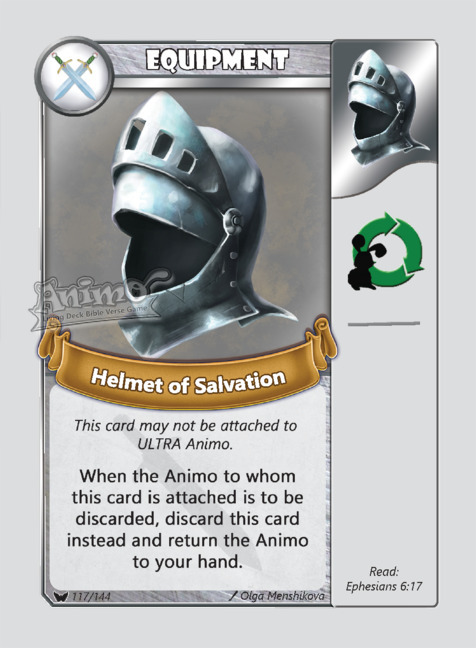 EQUIPMENT
Animo
Deck Bible Verse Game
Helmet of Salvation
This card may not be attached to
ULTRA Animo.
When the Animo to whom
this card is attached is to be
discarded, discard this card
instead and return the Animo
to your hand.
117/144
Olga Menshikova
Read:
Ephesians 6:17